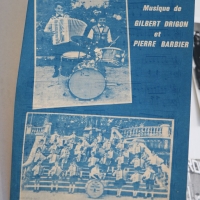 Musique de
GILBERT DRIGON
et
PIERRE BARBIER